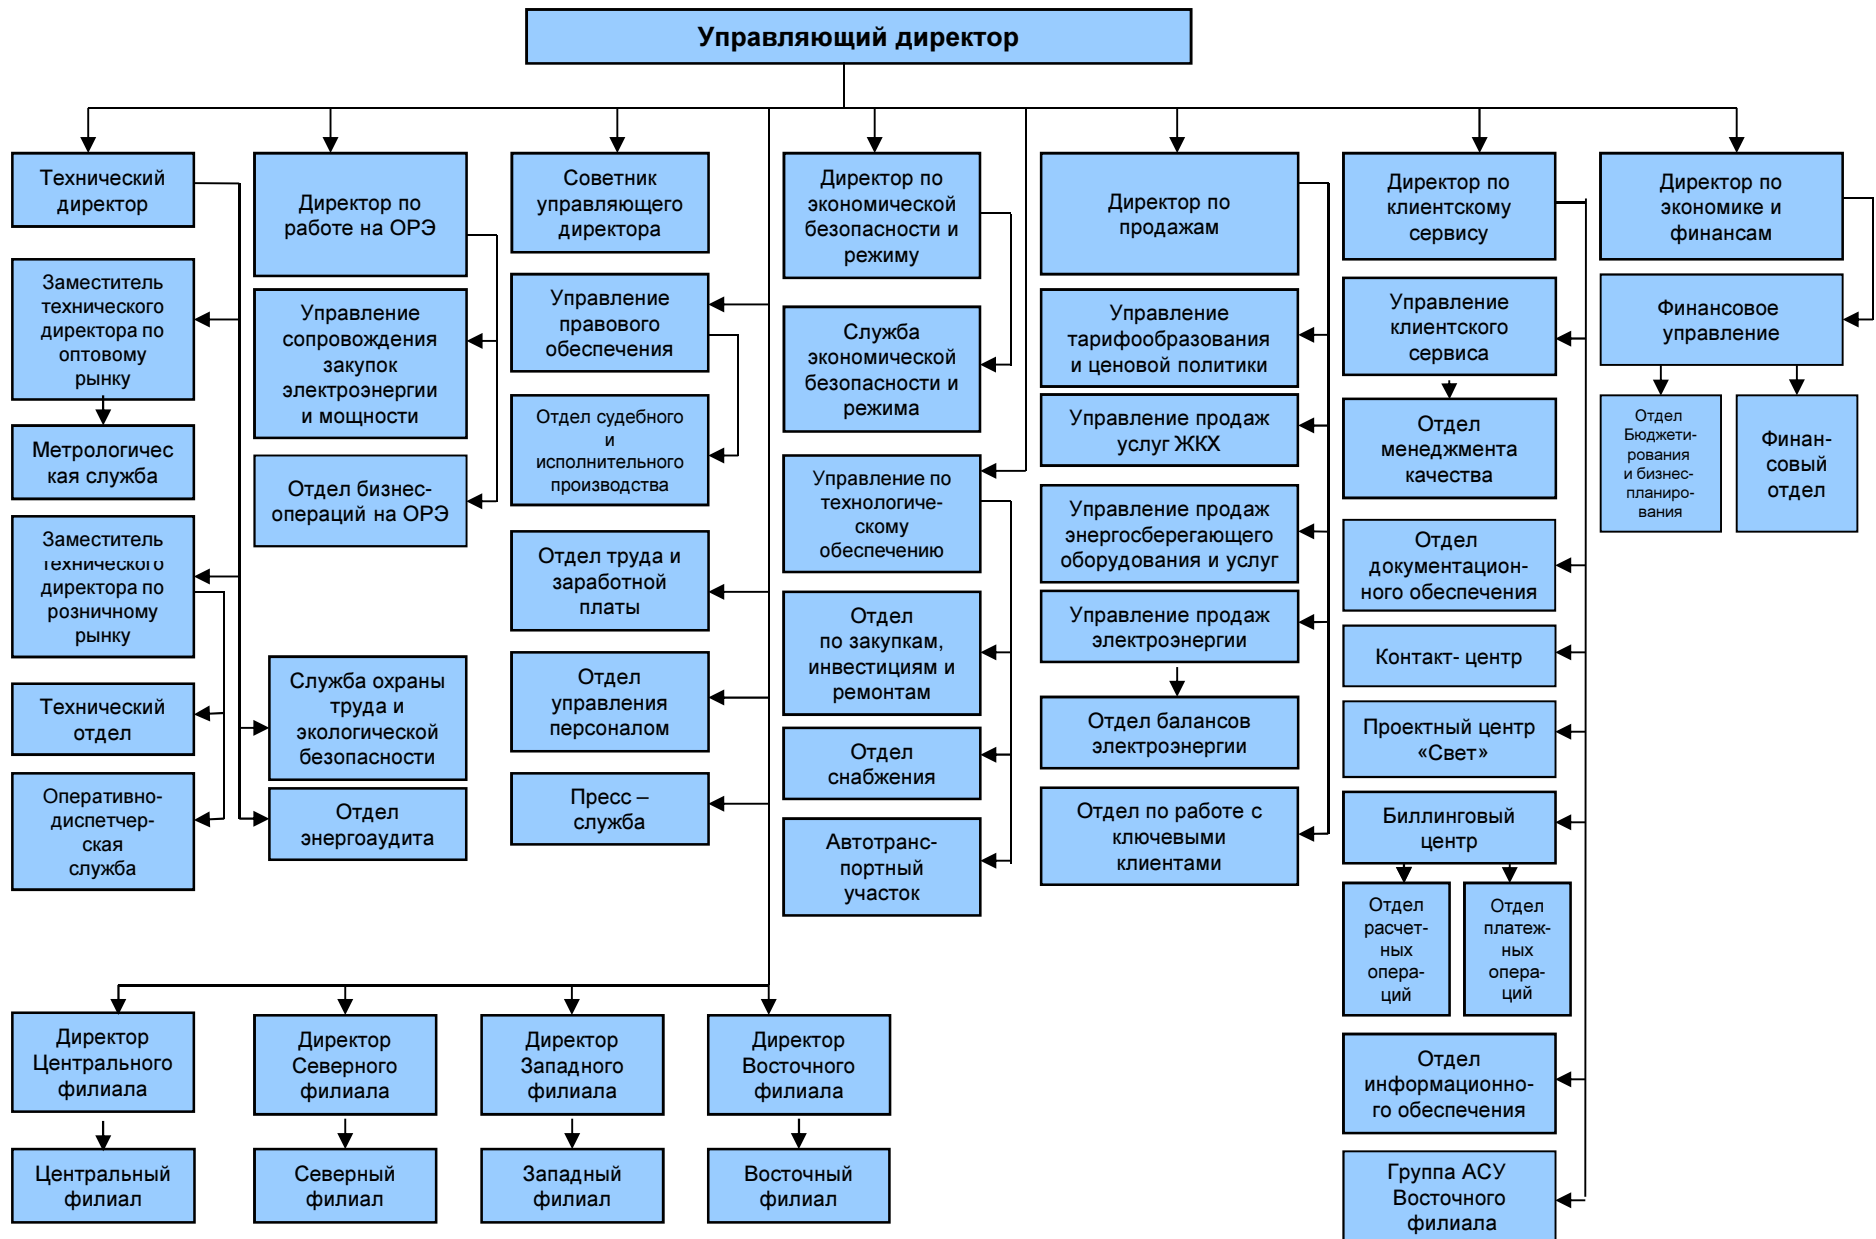 Управляющий директор
Технический
директор
Заместитель
технического
директора по
оптовому
рынку
Метрологичес
кая служба
Заместитель
технического
директора по
розничному
рынку
Технический
отдел
Оперативно-
диспетчер-
ская
служба
Директор по
работе на ОРЭ
Управление
сопровождения
закупок
электроэнергии
и мощности
Отдел бизнес-
операций на ОРЭ
Служба охраны
труда и
экологической
безопасности
Отдел
энергоаудита
Советник
управляющего
директора
Управление
правового
обеспечения
Отдел судебного
и
исполнительного
производства
Отдел труда и
заработной
платы
Отдел
управления
персоналом
Пресс –
служба
Директор по
экономической
безопасности и
режиму
Служба
экономической
безопасности и
режима
Управление по
технологиче-
скому
обеспечению
Отдел
по закупкам,
инвестициям и
ремонтам
Отдел
снабжения
Автотранс-
портный
участок
Директор по
продажам
Управление
тарифообразования
и ценовой политики
Управление продаж
услуг ЖКХ
Управление продаж
энергосберегающего
оборудования и услуг
Управление продаж
электроэнергии
Отдел балансов
электроэнергии
Отдел по работе с
ключевыми
клиентами
Директор по
клиентскому
сервису
Управление
клиентского
сервиса
Отдел
менеджмента
качества
Отдел
документацион-
ного обеспечения
Контакт- центр
Проектный центр
«Свет»
Биллинговый
центр
Отдел
расчет-
ных
опера-
ций
Отдел
платеж-
ных
опера-
ций
Отдел
информационно-
го обеспечения
Группа АСУ
Восточного
филиала
Директор по
экономике и
финансам
Финансовое
управление
Отдел
Бюджети-
рования
и бизнес-
планиро-
вания
Финан-
совый
отдел
Директор
Центрального
филиала
Директор
Северного
филиала
Директор
Западного
филиала
Директор
Восточного
филиала
Центральный
филиал
Северный
филиал
Западный
филиал
Восточный
филиал